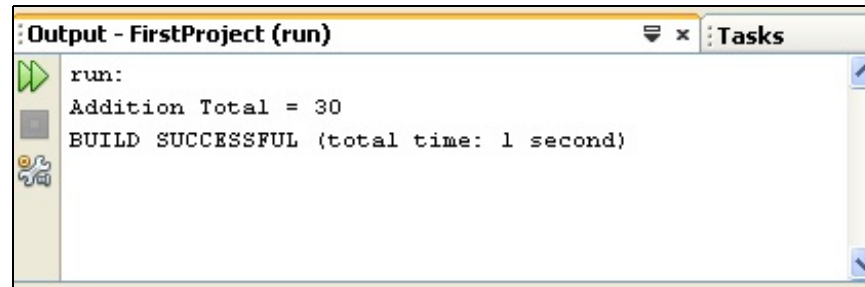 Output - FirstProject (run)
Tasks
run:
Addition Total = 30
BUILD SUCCESSFUL (total time: 1 second)